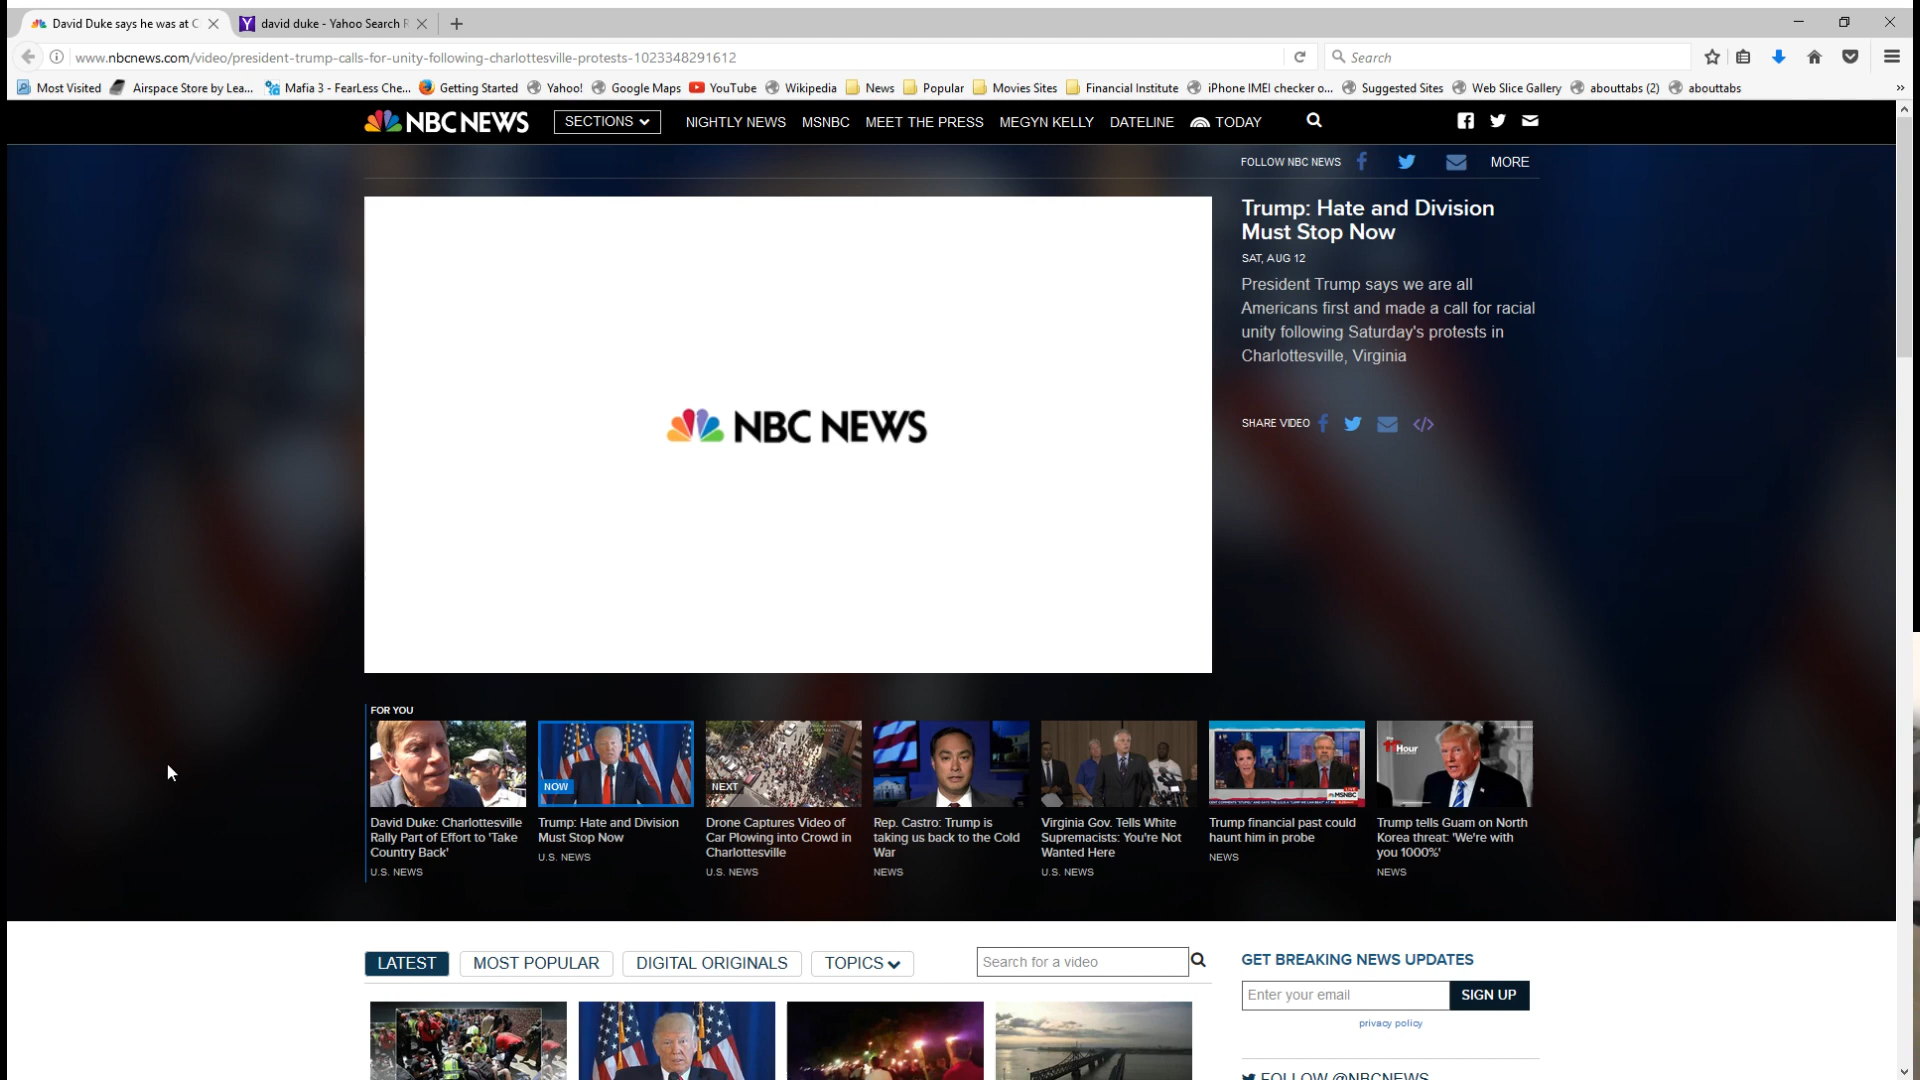 David Duke says he was at C
david duke - Yahoo Search R
www.nbcnews.com/video/president-trump-calls-for-unity-following-charlottesville-protests-1023348291612
Search
Most Visited
Airspace Store by Lea...
Mafia 3 - FearLess Che...
Getting Started
Yahoo!
Google Maps
YouTube
Wikipedia
News
Popular
Movies Sites
Financial Institute
iPhone IMEI checker o...
Suggested Sites
Web Slice Gallery
abouttabs (2)
abouttabs
NBC NEWS
SECTIONS
NIGHTLY NEWS
MSNBC
MEET THE PRESS
MEGYN KELLY
DATELINE
TODAY
FOLLOW NBC NEWS
MORE
NBC NEWS
Trump: Hate and Division
Must Stop Now
SAT, AUG 12
President Trump says we are all
Americans first and made a call for racial
unity following Saturday's protests in
Charlottesville, Virginia
SHARE VIDEO
FOR YOU
David Duke: Charlottesville
Rally Part of Effort to 'Take
Country Back'
U.S. NEWS
NOW
Trump: Hate and Division
Must Stop Now
U.S. NEWS
NEXT
Drone Captures Video of
Car Plowing into Crowd in
Charlottesville
U.S. NEWS
Rep. Castro: Trump is
taking us back to the Cold
War
NEWS
Virginia Gov. Tells White
Supremacists: You're Not
Wanted Here
U.S. NEWS
MSNBC
Trump financial past could
haunt him in probe
NEWS
11th Hour
Trump tells Guam on North
Korea threat: 'We're with
you 1000%'
NEWS
LATEST
MOST POPULAR
DIGITAL ORIGINALS
TOPICS
Search for a video
GET BREAKING NEWS UPDATES
Enter your email
SIGN UP
privacy policy
FOLLOW @NBCNEWS